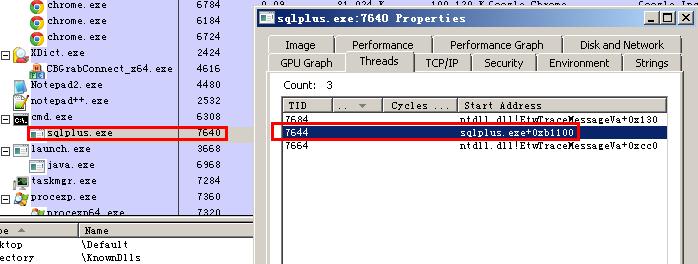 chrome.exe 6784
chrome.exe 6704
chrome.exe 6084
XDict.exe 2424
CBGrabConnect_x64.exe 4616
Notepad2.exe 4480
notepad++.exe 2532
cmd.exe 6308
sqlplus.exe 7640
launch.exe 3668
java.exe 6968
taskmgr.exe 7284
procexp.exe 7360
procexp64.exe 7320
sqlplus.exe:7640 Properties
Image Performance Performance Graph Disk and Network
GPU Graph Threads TCP/IP Security Environment Strings
Count: 3
TID .. Cycles ... Start Address
7684 ntdll.dll!EtwTraceMessageVa+0x130
7644 sqlplus.exe+0xb1100
7664 ntdll.dll!EtwTraceMessageVa+0xcc0
pe Name
ktop \Default
rectory \KnownDlls